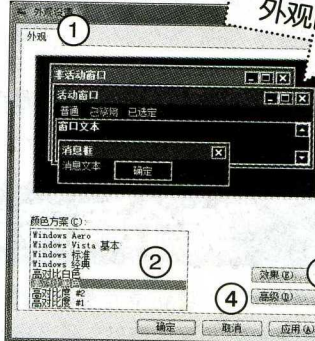 外观设置
外观
外观
①
非活动窗口
活动窗口
普通 已禁用 已选定
窗口文本
消息框
消息文本
确定
颜色方案(C):
Windows Aero
Windows Vista 基本
Windows 标准
Windows 经典
高对比白色
高对比度 #2
高对比度 #1
②
效果(E)
④
高级(D)
确定 取消 应用(A)